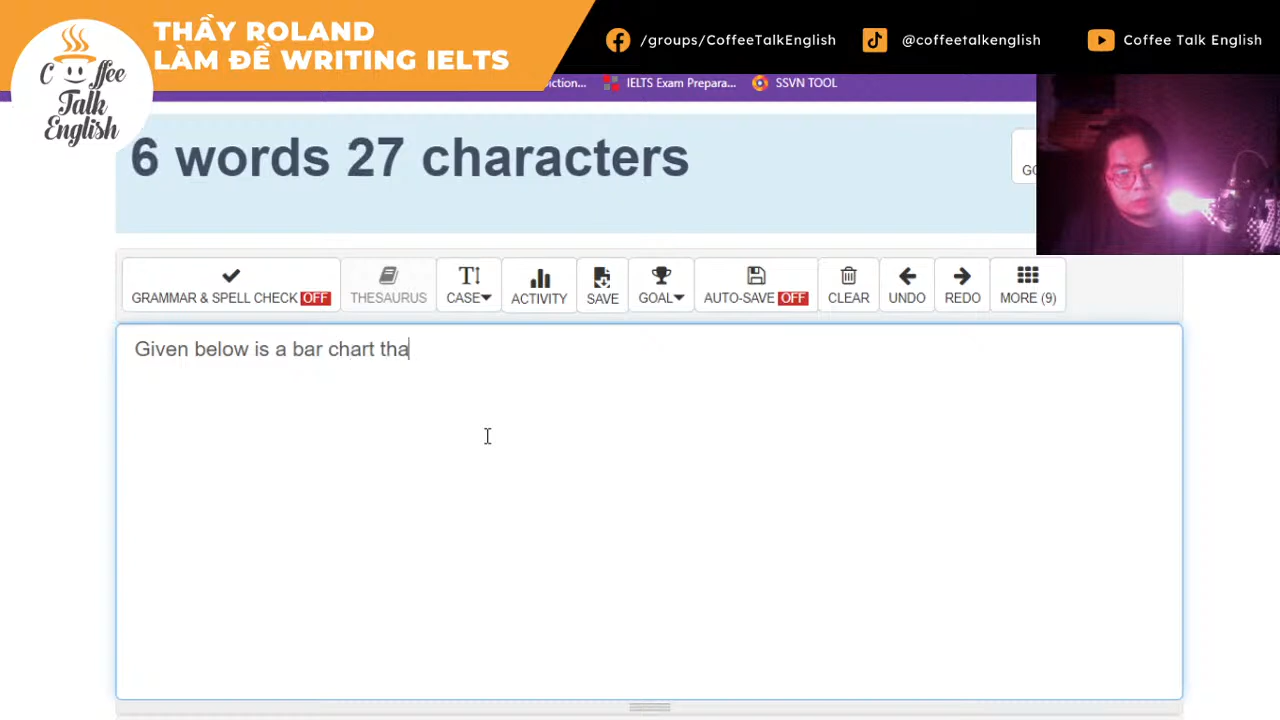 THẦY ROLAND
LÀM ĐỀ WRITING IELTS
/groups/CoffeeTalkEnglish
@coffeetalkenglish
Coffee Talk English
Coffee
Talk
English
iction...
IELTS Exam Prepara...
SSVN TOOL
6 words 27 characters
GO
GRAMMAR & SPELL CHECK OFF
THESAURUS
CASE
ACTIVITY
SAVE
GOAL
AUTO-SAVE OFF
CLEAR
UNDO
REDO
MORE (9)
Given below is a bar chart tha